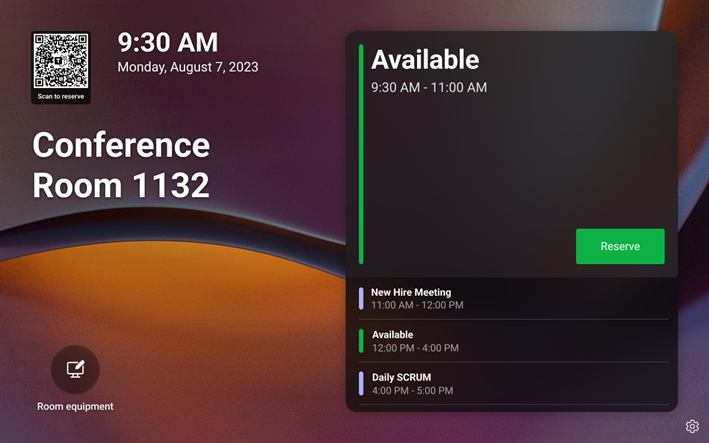 9:30 AM
Monday, August 7, 2023
Scan to reserve
Conference
Room 1132
Room equipment
Available
9:30 AM - 11:00 AM
Reserve
New Hire Meeting
11:00 AM - 12:00 PM
Available
12:00 PM - 4:00 PM
Daily SCRUM
4:00 PM - 5:00 PM